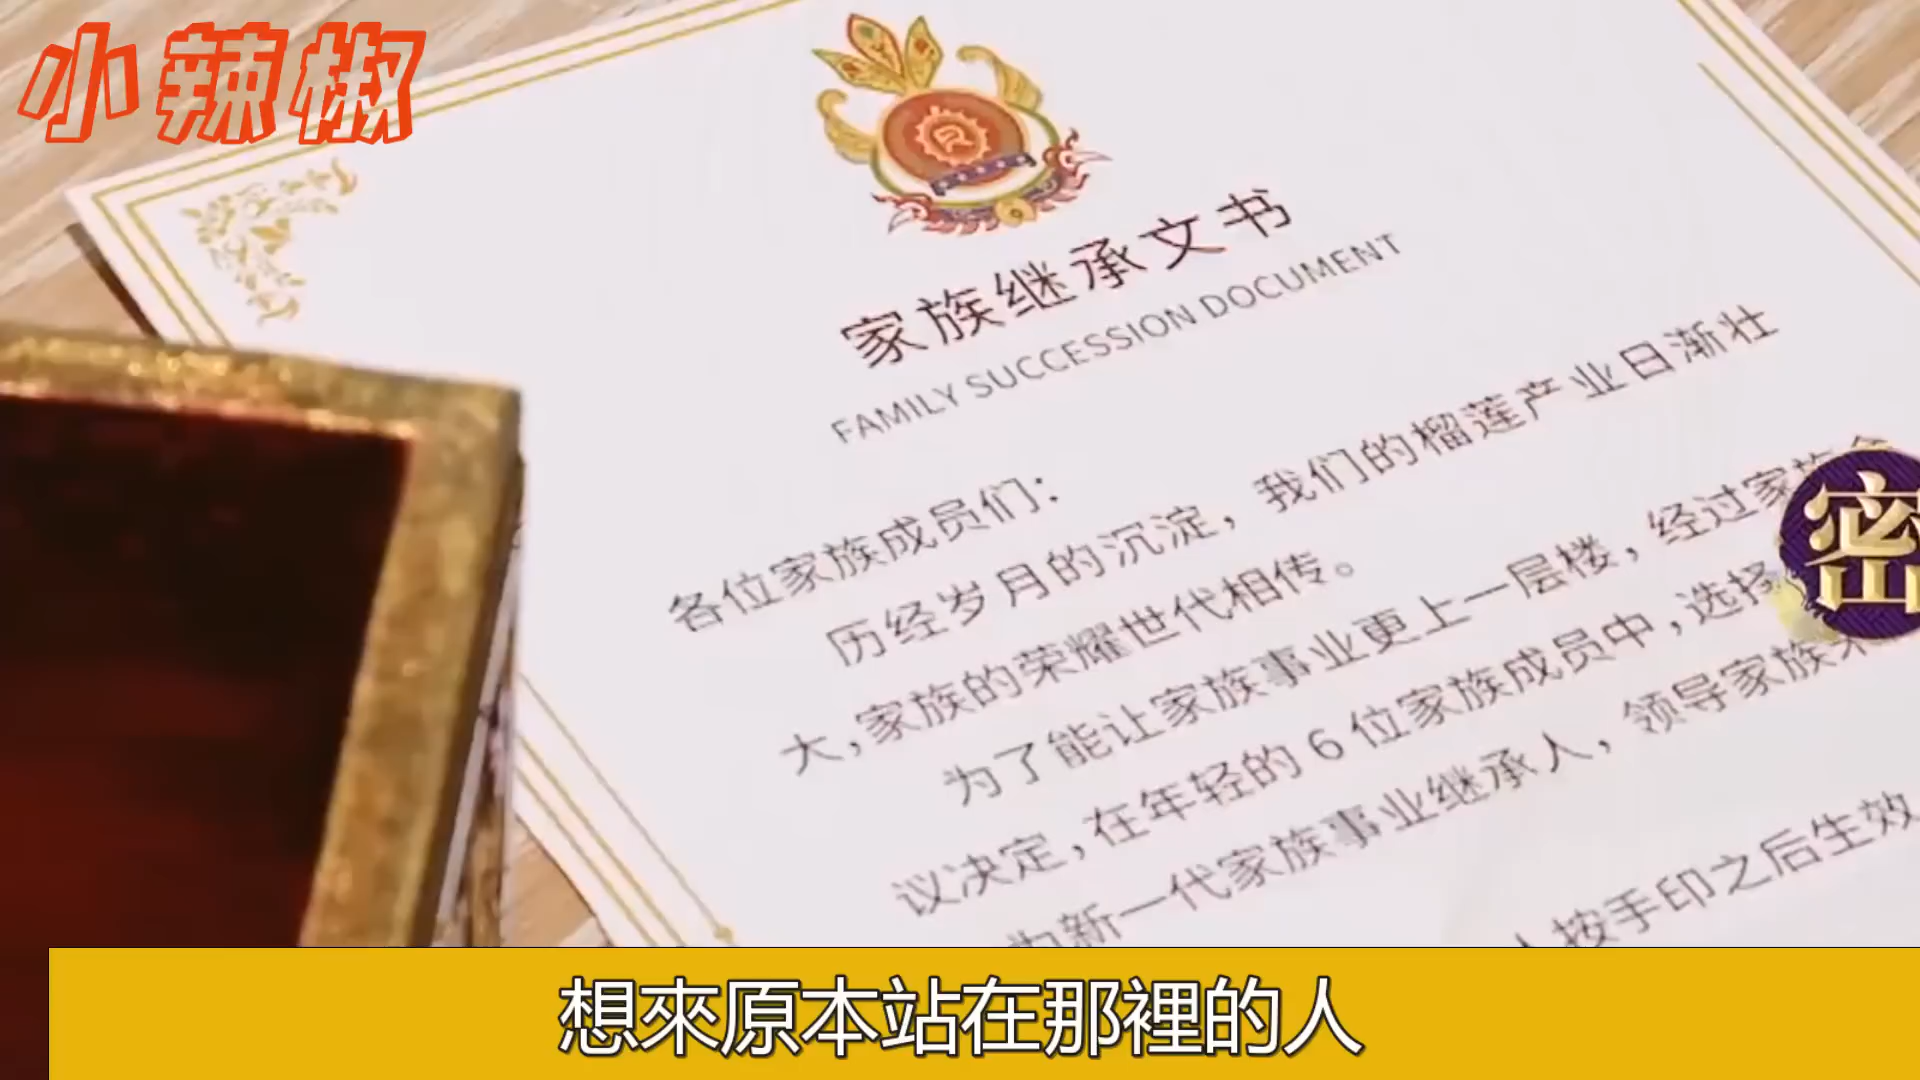 小辣椒
家族继承文书
FAMILY SUCCESSION DOCUMENT
各位家族成员们：
历经岁月的沉淀，我们的榴莲产业日渐壮
大，家族的荣耀世代相传。
为了能让家族事业更上一层楼，经过家族
议决定，在年轻的6位家族成员中，选择
为新一代家族事业继承人，领导家族
人按手印之后生效
密
想來原本站在那裡的人